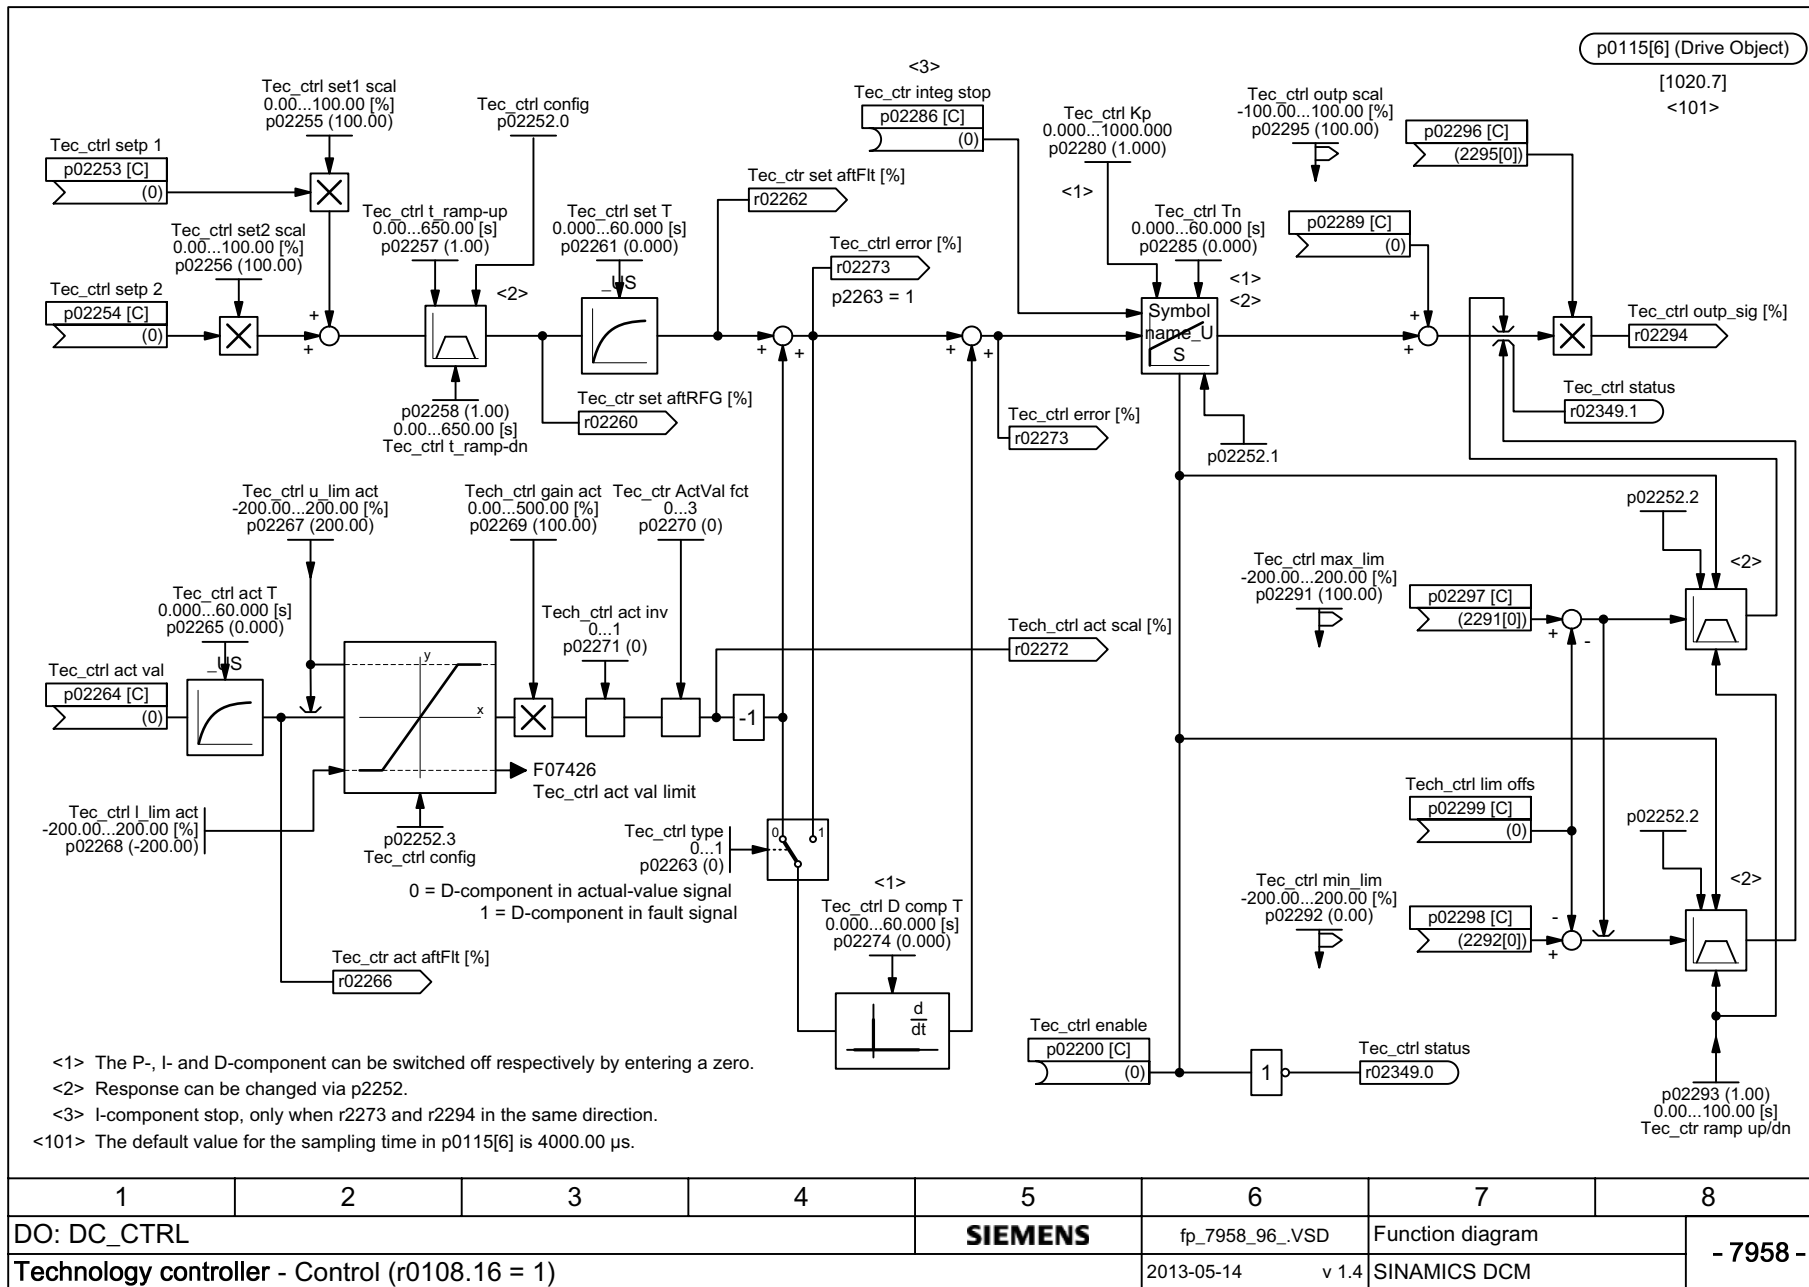 p0115[6] (Drive Object)
[1020.7]
<101>
Tec_ctrl set1 scal
0.00...100.00 [%]
p02255 (100.00)
Tec_ctrl config
p02252.0
<3>
Tec_ctr integ stop
p02286 [C]
(0)
Tec_ctrl Kp
0.000...1000.000
p02280 (1.000)
<1>
Tec_ctrl outp scal
-100.00...100.00 [%]
p02295 (100.00)
p02296 [C]
(2295[0])
Tec_ctrl setp 1
p02253 [C]
(0)
Tec_ctrl set2 scal
0.00...100.00 [%]
p02256 (100.00)
Tec_ctrl t_ramp-up
0.00...650.00 [s]
p02257 (1.00)
<2>
Tec_ctrl set T
0.000...60.000 [s]
p02261 (0.000)
_US
Tec_ctr set aftFlt [%]
r02262
Tec_ctrl error [%]
r02273
p2263 = 1
Tec_ctrl Tn
0.000...60.000 [s]
p02285 (0.000)
<1>
<2>
p02289 [C]
(0)
Tec_ctrl setp 2
p02254 [C]
(0)
+
+
+
+
+
+
Symbol
name_U
S
+
+
Tec_ctrl outp_sig [%]
r02294
Tec_ctrl status
r02349.1
p02258 (1.00)
0.00...650.00 [s]
Tec_ctrl t_ramp-dn
Tec_ctr set aftRFG [%]
r02260
Tec_ctrl error [%]
r02273
p02252.1
Tec_ctrl u_lim act
-200.00...200.00 [%]
p02267 (200.00)
Tech_ctrl gain act
0.00...500.00 [%]
p02269 (100.00)
Tec_ctr ActVal fct
0...3
p02270 (0)
p02252.2
<2>
Tec_ctrl act T
0.000...60.000 [s]
p02265 (0.000)
_US
Tech_ctrl act inv
0...1
p02271 (0)
Tec_ctrl max_lim
-200.00...200.00 [%]
p02291 (100.00)
p02297 [C]
(2291[0])
+
-
Tech_ctrl act scal [%]
r02272
Tec_ctrl act val
p02264 [C]
(0)
y
x
-1
F07426
Tec_ctrl act val limit
Tec_ctrl l_lim act
-200.00...200.00 [%]
p02268 (-200.00)
p02252.3
Tec_ctrl config
Tec_ctrl type
0...1
p02263 (0)
0
1
0 = D-component in actual-value signal
1 = D-component in fault signal
Tech_ctrl lim offs
p02299 [C]
(0)
p02252.2
<2>
<1>
Tec_ctrl D comp T
0.000...60.000 [s]
p02274 (0.000)
d
dt
Tec_ctrl min_lim
-200.00...200.00 [%]
p02292 (0.00)
p02298 [C]
(2292[0])
-
+
Tec_ctr act aftFlt [%]
r02266
Tec_ctrl enable
p02200 [C]
(0)
1
Tec_ctrl status
r02349.0
p02293 (1.00)
0.00...100.00 [s]
Tec_ctr ramp up/dn
<1> The P-, I- and D-component can be switched off respectively by entering a zero.
<2> Response can be changed via p2252.
<3> I-component stop, only when r2273 and r2294 in the same direction.
<101> The default value for the sampling time in p0115[6] is 4000.00 µs.
1 2 3 4 5 6 7 8
DO: DC_CTRL
SIEMENS
fp_7958_96_.VSD
Function diagram
- 7958 -
Technology controller - Control (r0108.16 = 1)
2013-05-14 v 1.4
SINAMICS DCM